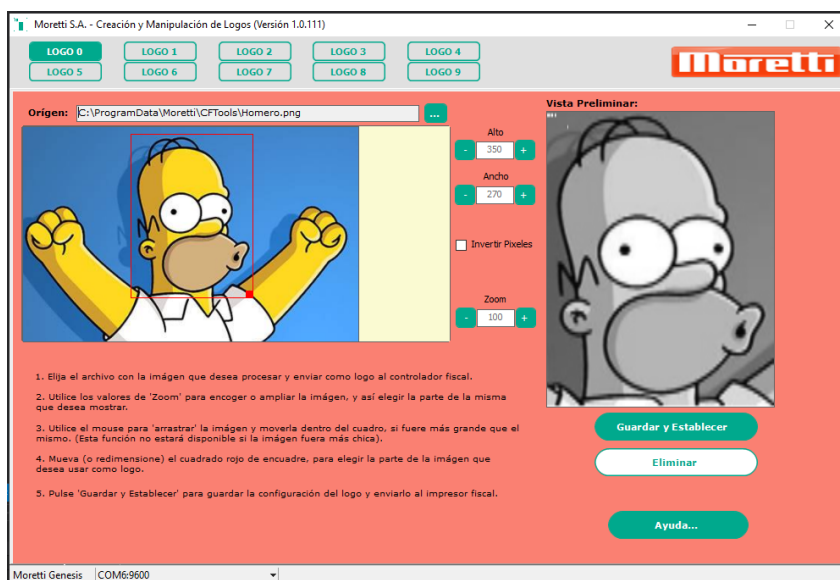 Moretti S.A. - Creación y Manipulación de Logos (Versión 1.0.111)
LOGO 0 LOGO 1 LOGO 2 LOGO 3 LOGO 4
LOGO 5 LOGO 6 LOGO 7 LOGO 8 LOGO 9
Moretti
Orígen: C:\ProgramData\Moretti\CFTools\Homero.png ...
Vista Preliminar:
Alto
- 350 +
Ancho
- 270 +
Invertir Pixeles
Zoom
- 100 +
1. Elija el archivo con la imágen que desea procesar y enviar como logo al controlador fiscal.
2. Utilice los valores de 'Zoom' para encoger o ampliar la imágen, y así elegir la parte de la misma
que desea mostrar.
3. Utilice el mouse para 'arrastrar' la imágen y moverla dentro del cuadro, si fuere más grande que el
mismo. (Esta función no estará disponible si la imágen fuera más chica).
4. Mueva (o redimensione) el cuadrado rojo de encuadre, para elegir la parte de la imágen que
desea usar como logo.
5. Pulse 'Guardar y Establecer' para guardar la configuración del logo y enviarlo al impresor fiscal.
Guardar y Establecer
Eliminar
Ayuda...
Moretti Genesis COM6:9600